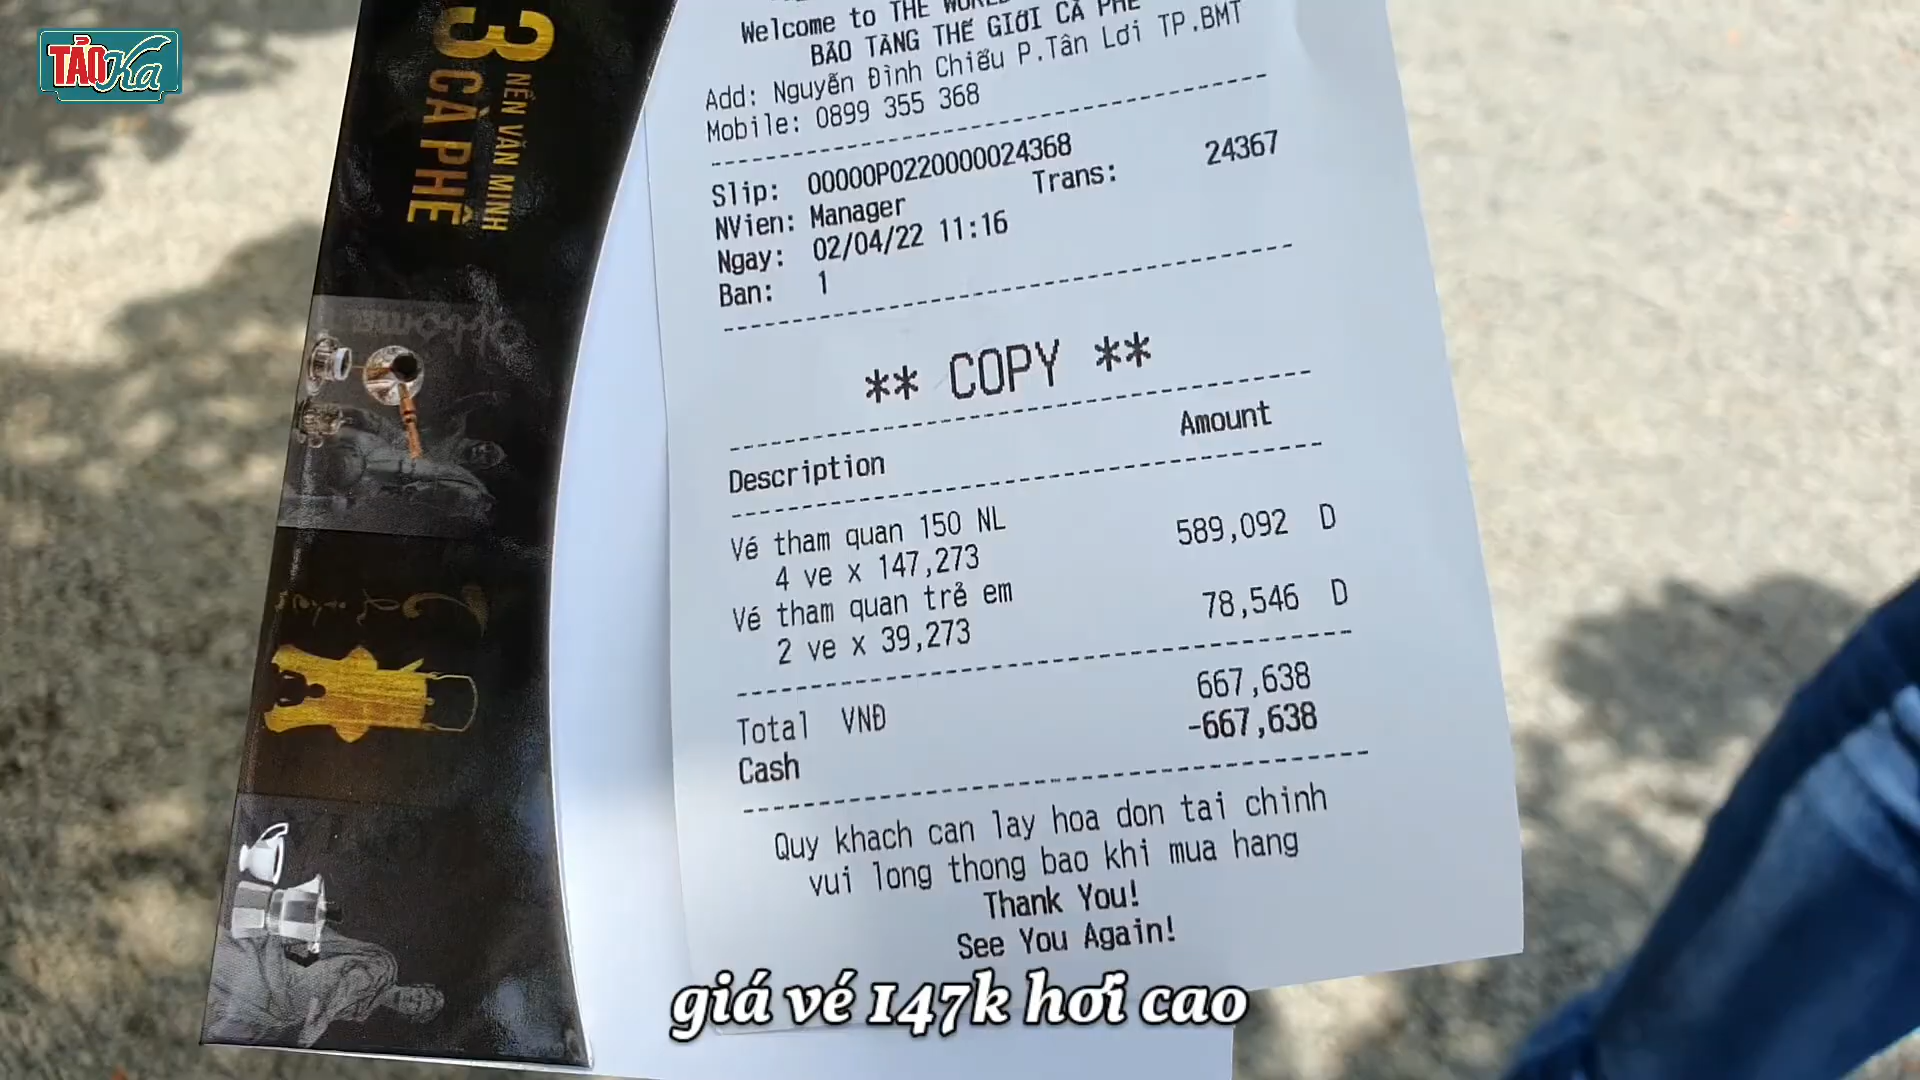 TẢO Ka
3 NỀN VĂN MINH
CÀ PHÊ
Welcome to THE
BẢO TÀNG THẾ GIỚI CÀ PHÊ
Add: Nguyễn Đình Chiểu P.Tân Lơi TP.BMT
Mobile: 0899 355 368
Slip: 00000P0220000024368
NVien: Manager Trans: 24367
Ngay: 02/04/22 11:16
Ban: 1
** COPY **
Amount
Description
Vé tham quan 150 NL
4 ve x 147,273 589,092 D
Vé tham quan trẻ em
2 ve x 39,273 78,546 D
Total VNĐ 667,638
Cash -667,638
Quy khach can lay hoa don tai chinh
vui long thong bao khi mua hang
Thank You!
See You Again!
giá vé 147k hơi cao